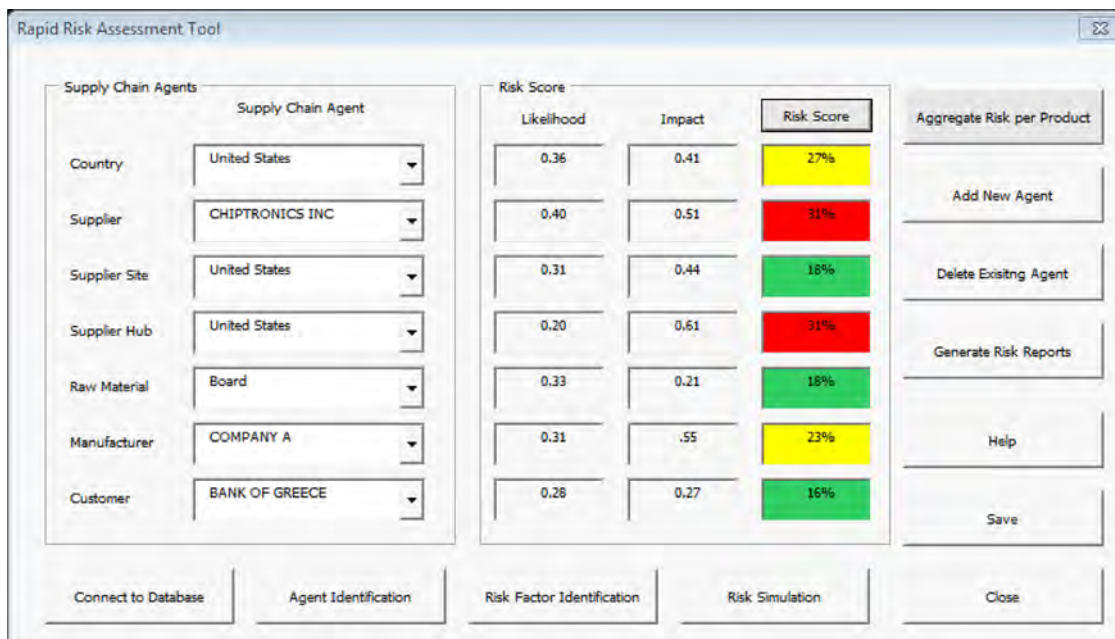 Rapid Risk Assessment Tool
Supply Chain Agents
Supply Chain Agent
Country United States
Supplier CHIPTRONICS INC
Supplier Site United States
Supplier Hub United States
Raw Material Board
Manufacturer COMPANY A
Customer BANK OF GREECE
Risk Score
Likelihood Impact Risk Score
0.36 0.41 27%
0.40 0.51 31%
0.31 0.44 18%
0.20 0.61 31%
0.33 0.21 18%
0.31 .55 23%
0.28 0.27 16%
Aggregate Risk per Product
Add New Agent
Delete Exisitng Agent
Generate Risk Reports
Help
Save
Connect to Database Agent Identification Risk Factor Identification Risk Simulation Close